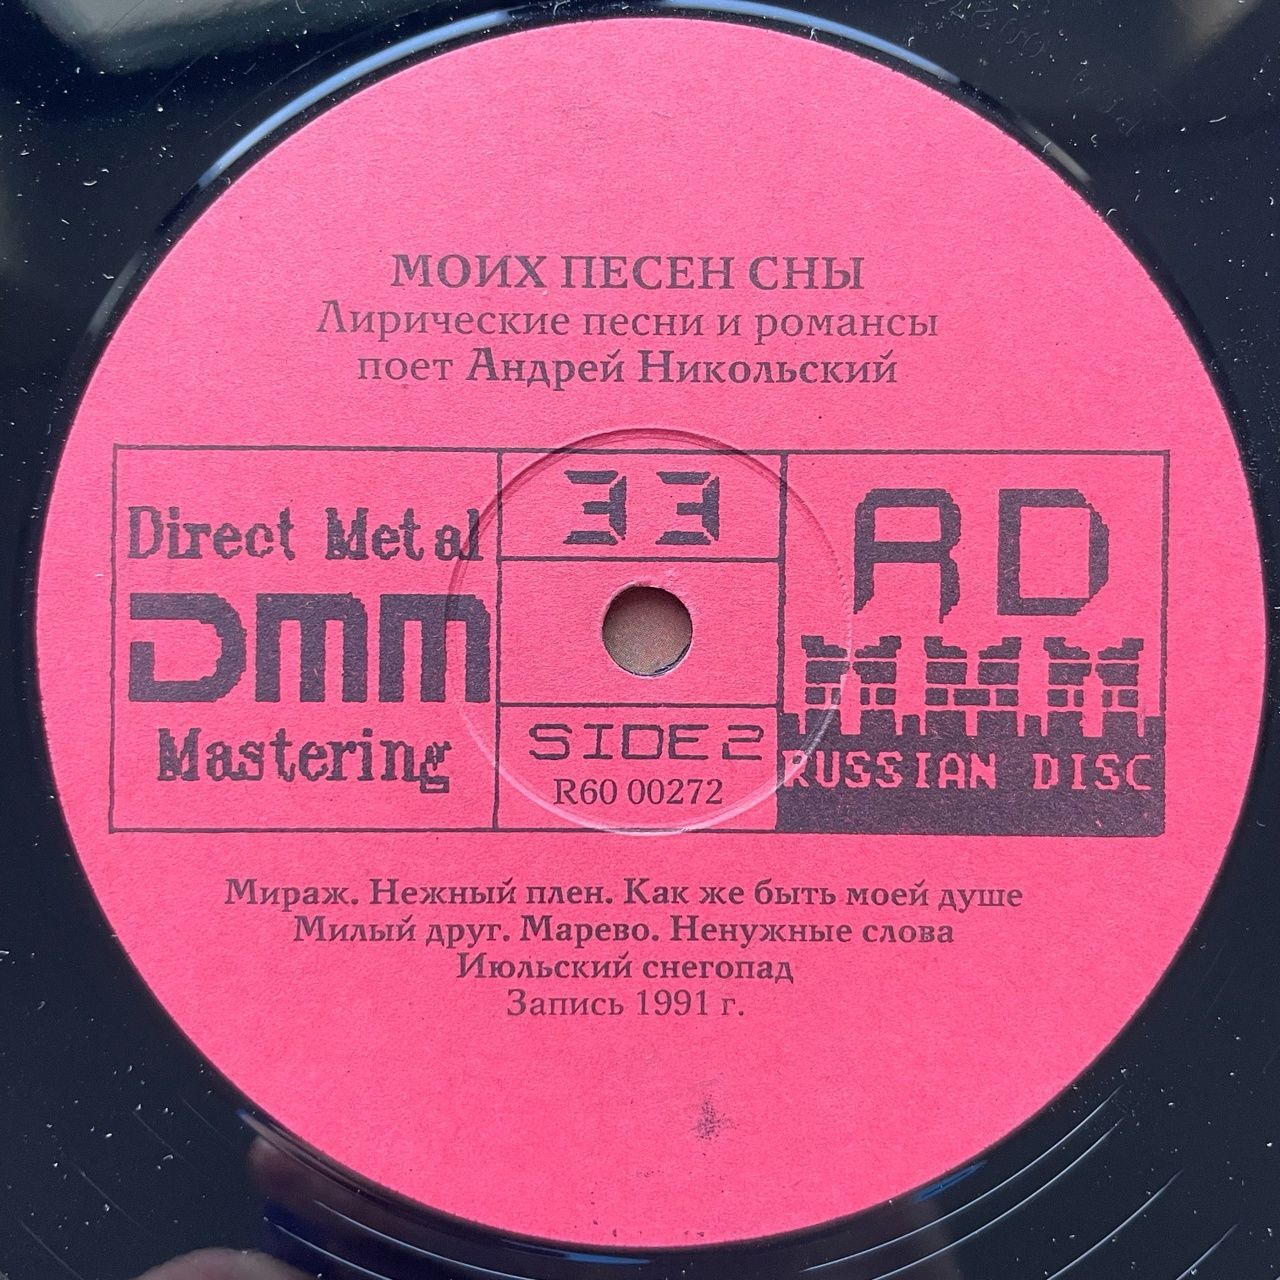 МОИХ ПЕСЕН СНЫ
Лирические песни и романсы
поет Андрей Никольский
Direct Metal
DMM
Mastering
33
SIDE 2
R60 00272
RD
RUSSIAN DISC
Мираж. Нежный плен. Как же быть моей душе
Милый друг. Марево. Ненужные слова
Июльский снегопад
Запись 1991 г.